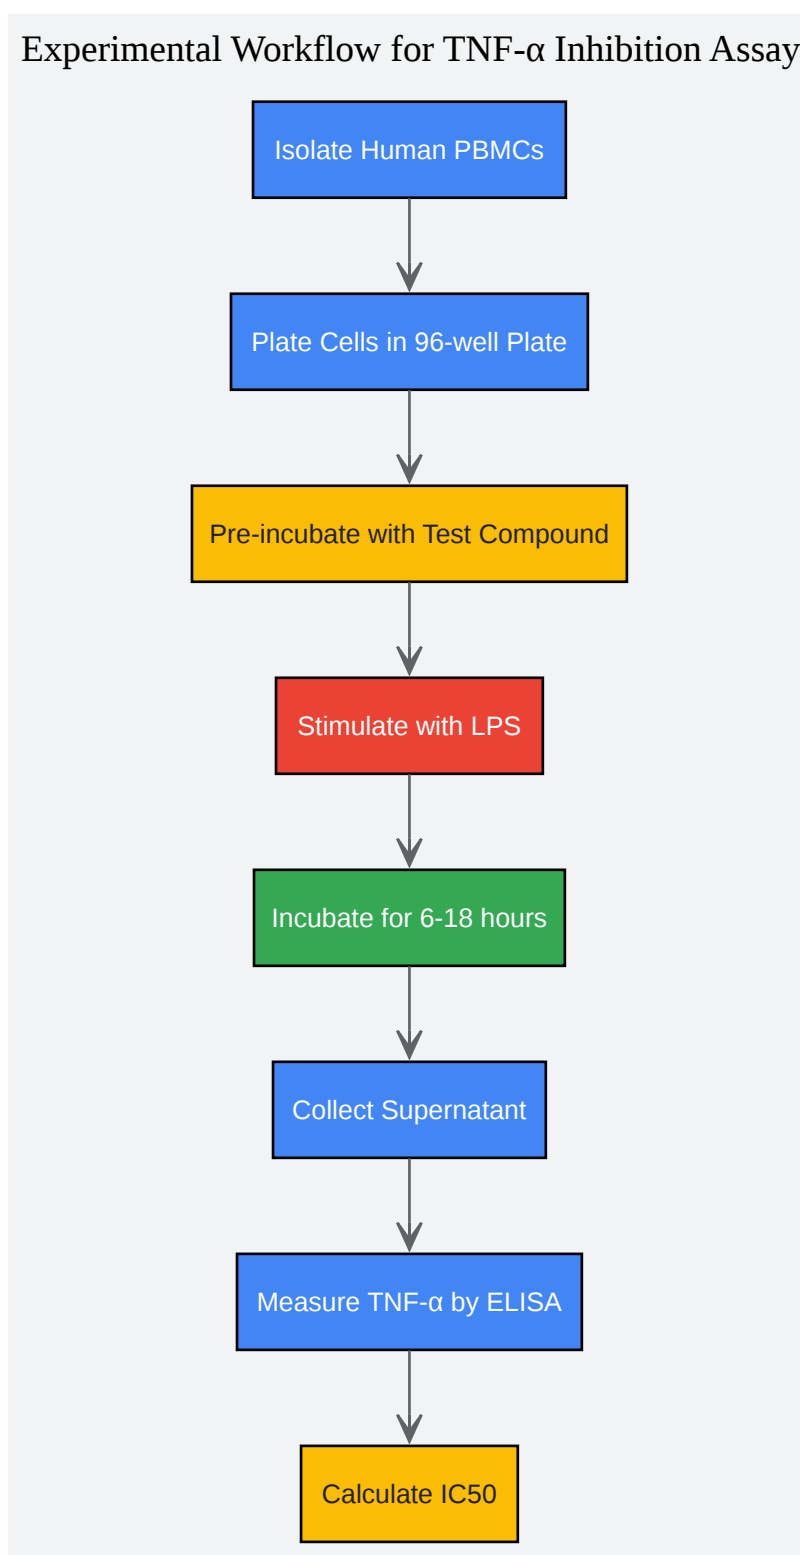 Experimental Workflow for TNF-α Inhibition Assay
Isolate Human PBMCs
Plate Cells in 96-well Plate
Pre-incubate with Test Compound
Stimulate with LPS
Incubate for 6-18 hours
Collect Supernatant
Measure TNF-α by ELISA
Calculate IC50